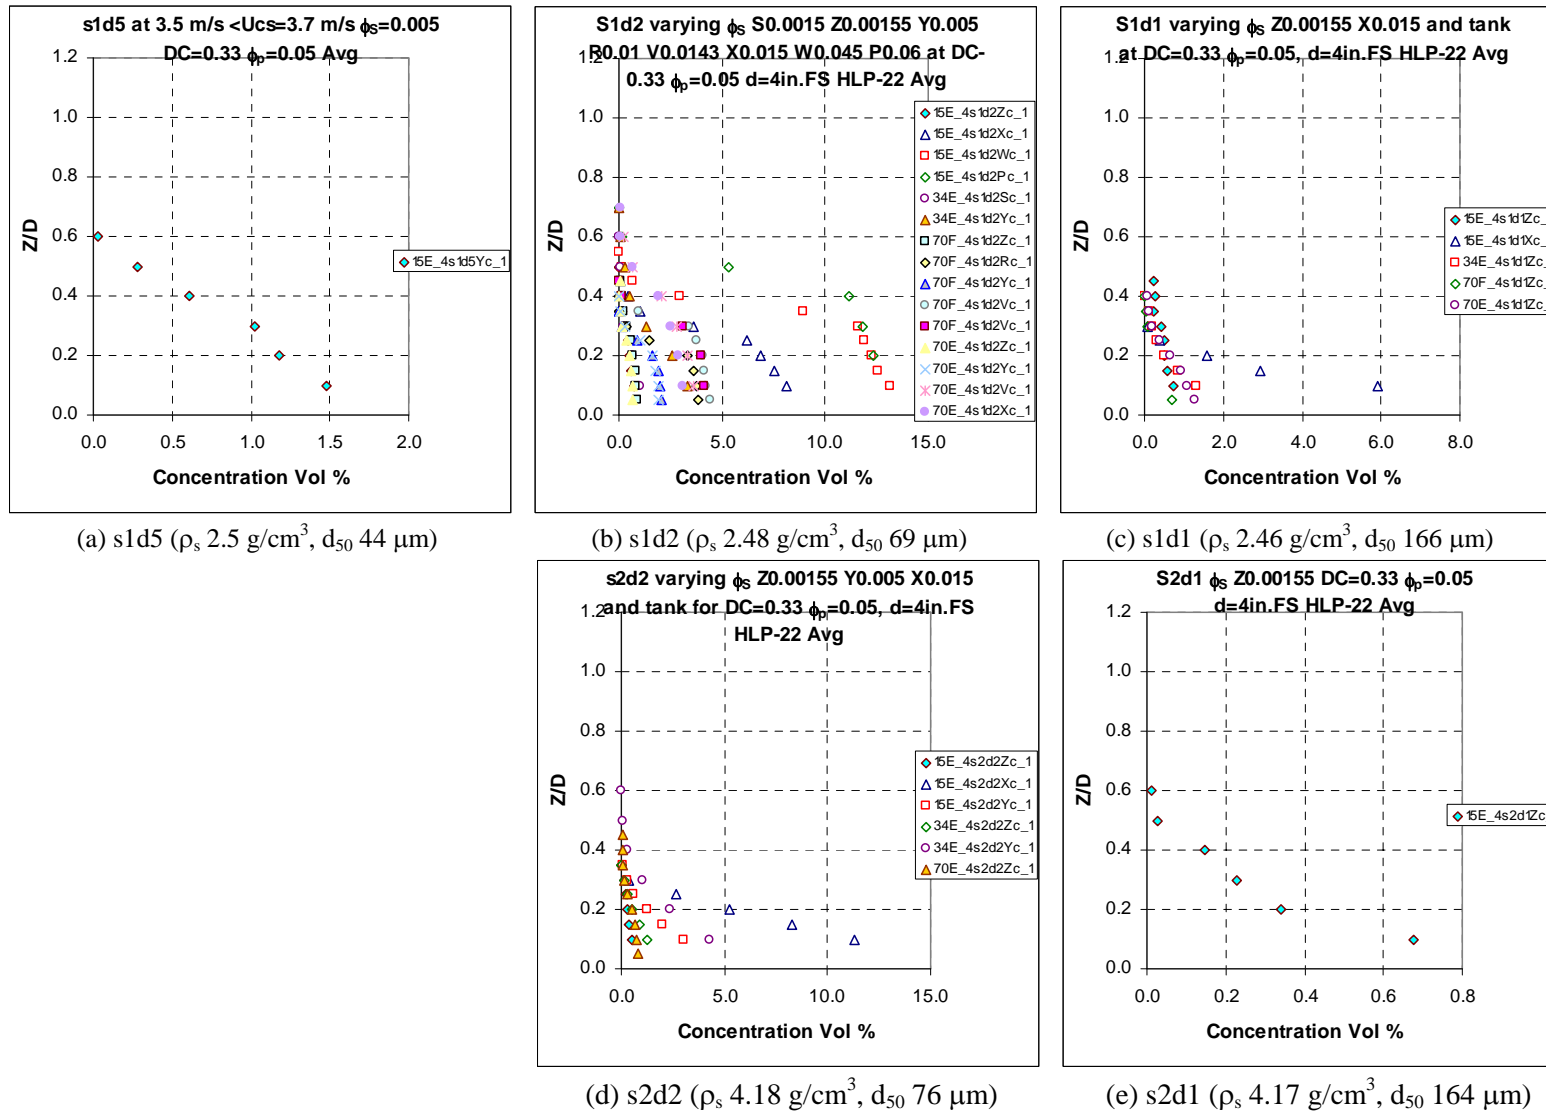 s1d5 at 3.5 m/s <Ucs=3.7 m/s ϕS=0.005
DC=0.33 ϕp=0.05 Avg
1.2
1.0
0.8
Z/D
0.6
15E_4s1d5Yc_1
0.4
0.2
0.0
0.0 0.5 1.0 1.5 2.0
Concentration Vol %
(a) s1d5 (ρs 2.5 g/cm³, d50 44 μm)
S1d2 varying ϕS S0.0015 Z0.00155 Y0.005
R0.01 V0.0143 X0.015 W0.045 P0.06 at DC-
0.33 ϕp=0.05 d=4in.FS HLP-22 Avg
1.2
1.0
0.8
Z/D
0.6
0.4
0.2
0.0
15E_4s1d2Zc_1
15E_4s1d2Xc_1
15E_4s1d2Wc_1
15E_4s1d2Pc_1
34E_4s1d2Sc_1
34E_4s1d2Yc_1
70F_4s1d2Zc_1
70F_4s1d2Rc_1
70F_4s1d2Yc_1
70F_4s1d2Vc_1
70F_4s1d2Vc_1
70E_4s1d2Zc_1
70E_4s1d2Yc_1
70E_4s1d2Vc_1
70E_4s1d2Xc_1
0.0 5.0 10.0 15.0
Concentration Vol %
(b) s1d2 (ρs 2.48 g/cm³, d50 69 μm)
S1d1 varying ϕS Z0.00155 X0.015 and tank
at DC=0.33 ϕp=0.05, d=4in.FS HLP-22 Avg
1.2
1.0
0.8
Z/D
0.6
0.4
0.2
0.0
15E_4s1d1Zc_
15E_4s1d1Xc_
34E_4s1d1Zc_
70F_4s1d1Zc_
70E_4s1d1Zc_
0.0 2.0 4.0 6.0 8.0
Concentration Vol %
(c) s1d1 (ρs 2.46 g/cm³, d50 166 μm)
s2d2 varying ϕS Z0.00155 Y0.005 X0.015
and tank for DC=0.33 ϕp=0.05, d=4in.FS
HLP-22 Avg
1.2
1.0
0.8
Z/D
0.6
0.4
0.2
0.0
15E_4s2d2Zc_1
15E_4s2d2Xc_1
15E_4s2d2Yc_1
34E_4s2d2Zc_1
34E_4s2d2Yc_1
70E_4s2d2Zc_1
0.0 5.0 10.0 15.0
Concentration Vol %
(d) s2d2 (ρs 4.18 g/cm³, d50 76 μm)
S2d1 ϕS Z0.00155 DC=0.33 ϕp=0.05
d=4in.FS HLP-22 Avg
1.2
1.0
0.8
Z/D
0.6
15E_4s2d1Zc
0.4
0.2
0.0
0.0 0.2 0.4 0.6 0.8
Concentration Vol %
(e) s2d1 (ρs 4.17 g/cm³, d50 164 μm)